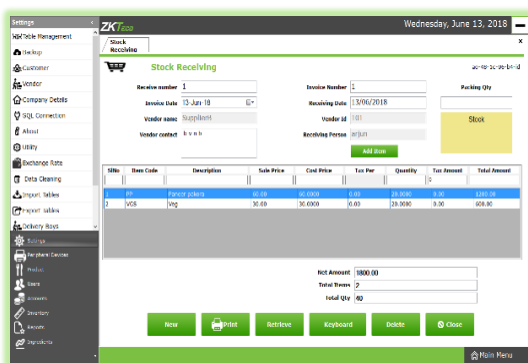 Settings
ZKTeco
Wednesday, June 13, 2018
Table Management
Backup
Customer
Vendor
Company Details
SQL Connection
About
Utility
Exchange Rate
Data Cleaning
Import Tables
Export Tables
Delivery Boys
Settings
Peripheral Devices
Product
Users
Accounts
Inventory
Reports
Ingredients
Stock Receiving
x
Stock Receiving
Receive number 1
Invoice Number 1
Packing Qty
Invoice Date 13-Jun-18
Receiving Date 13/06/2018
Vendor name Supplier1
Vendor Id 101
Stock
Vendor contact
Receiving Person arjun
Add Item
SlNo Item Code Description Sale Price Cost Price Tax Per Quantity Tax Amount Total Amount
1 PP Paneer pakora 60.00 60.0000 0.00 20.0000 0.00 1200.00
2 VCB Veg 30.00 30.0000 0.00 20.0000 0.00 600.00
Net Amount 1800.00
Total Items 2
Total Qty 40
New Print Retrieve Keyboard Delete Close
Main Menu